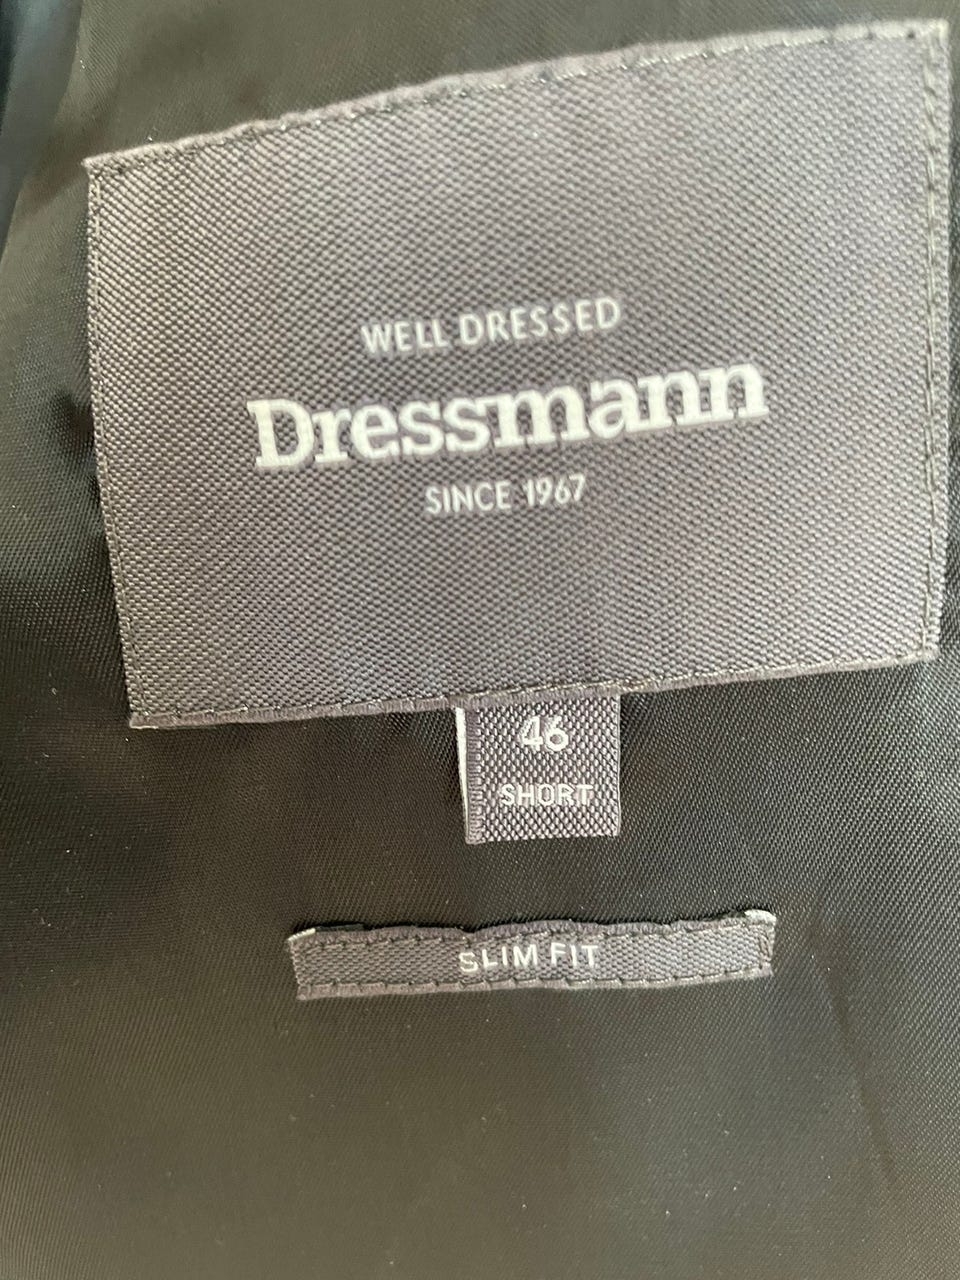 WELL DRESSED
Dressmann
SINCE 1967
46
SHORT
SLIM FIT